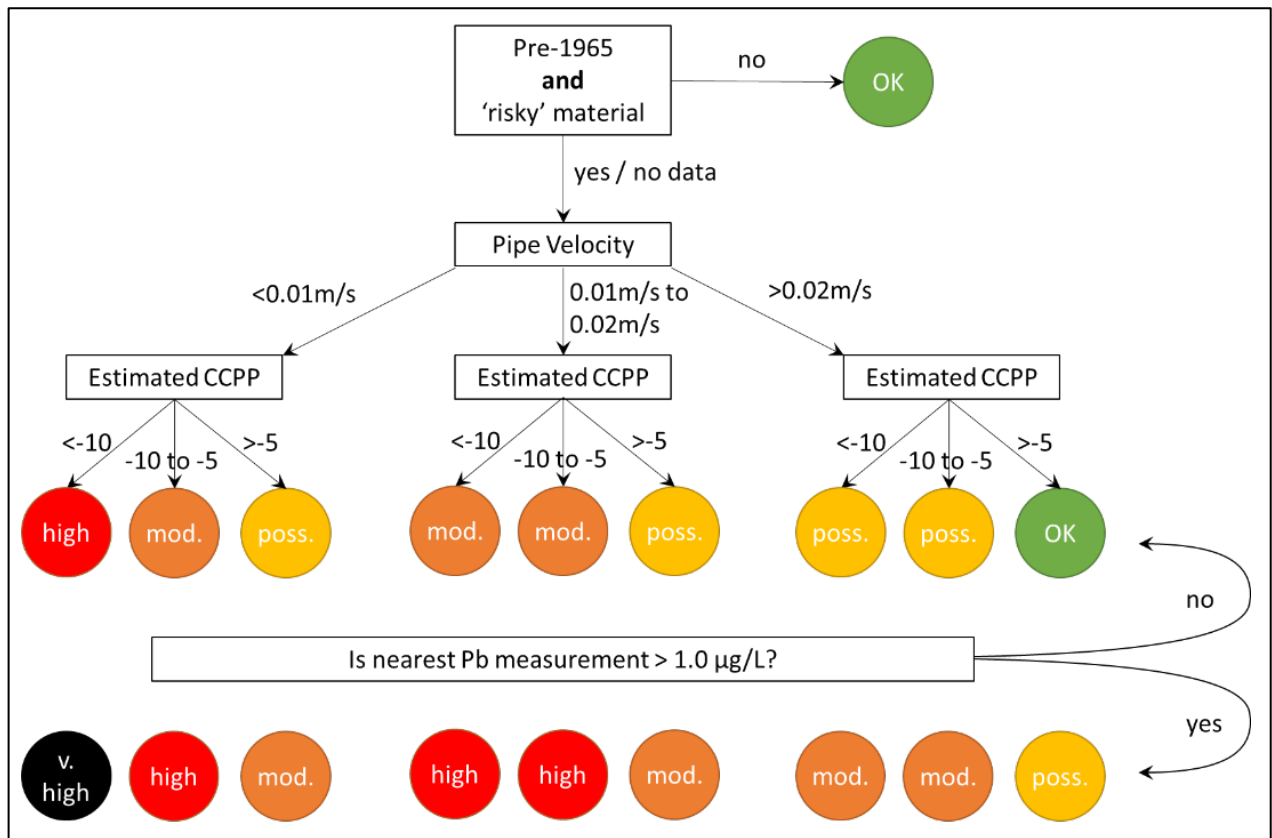 Pre-1965
and
'risky' material
no
OK
yes / no data
Pipe Velocity
<0.01m/s
0.01m/s to
0.02m/s
>0.02m/s
Estimated CCPP
Estimated CCPP
Estimated CCPP
<-10
-10 to -5
>-5
<-10
-10 to -5
>-5
<-10
-10 to -5
>-5
high
mod.
poss.
mod.
mod.
poss.
poss.
poss.
OK
no
Is nearest Pb measurement > 1.0 µg/L?
yes
v.
high
high
mod.
high
high
mod.
mod.
mod.
poss.